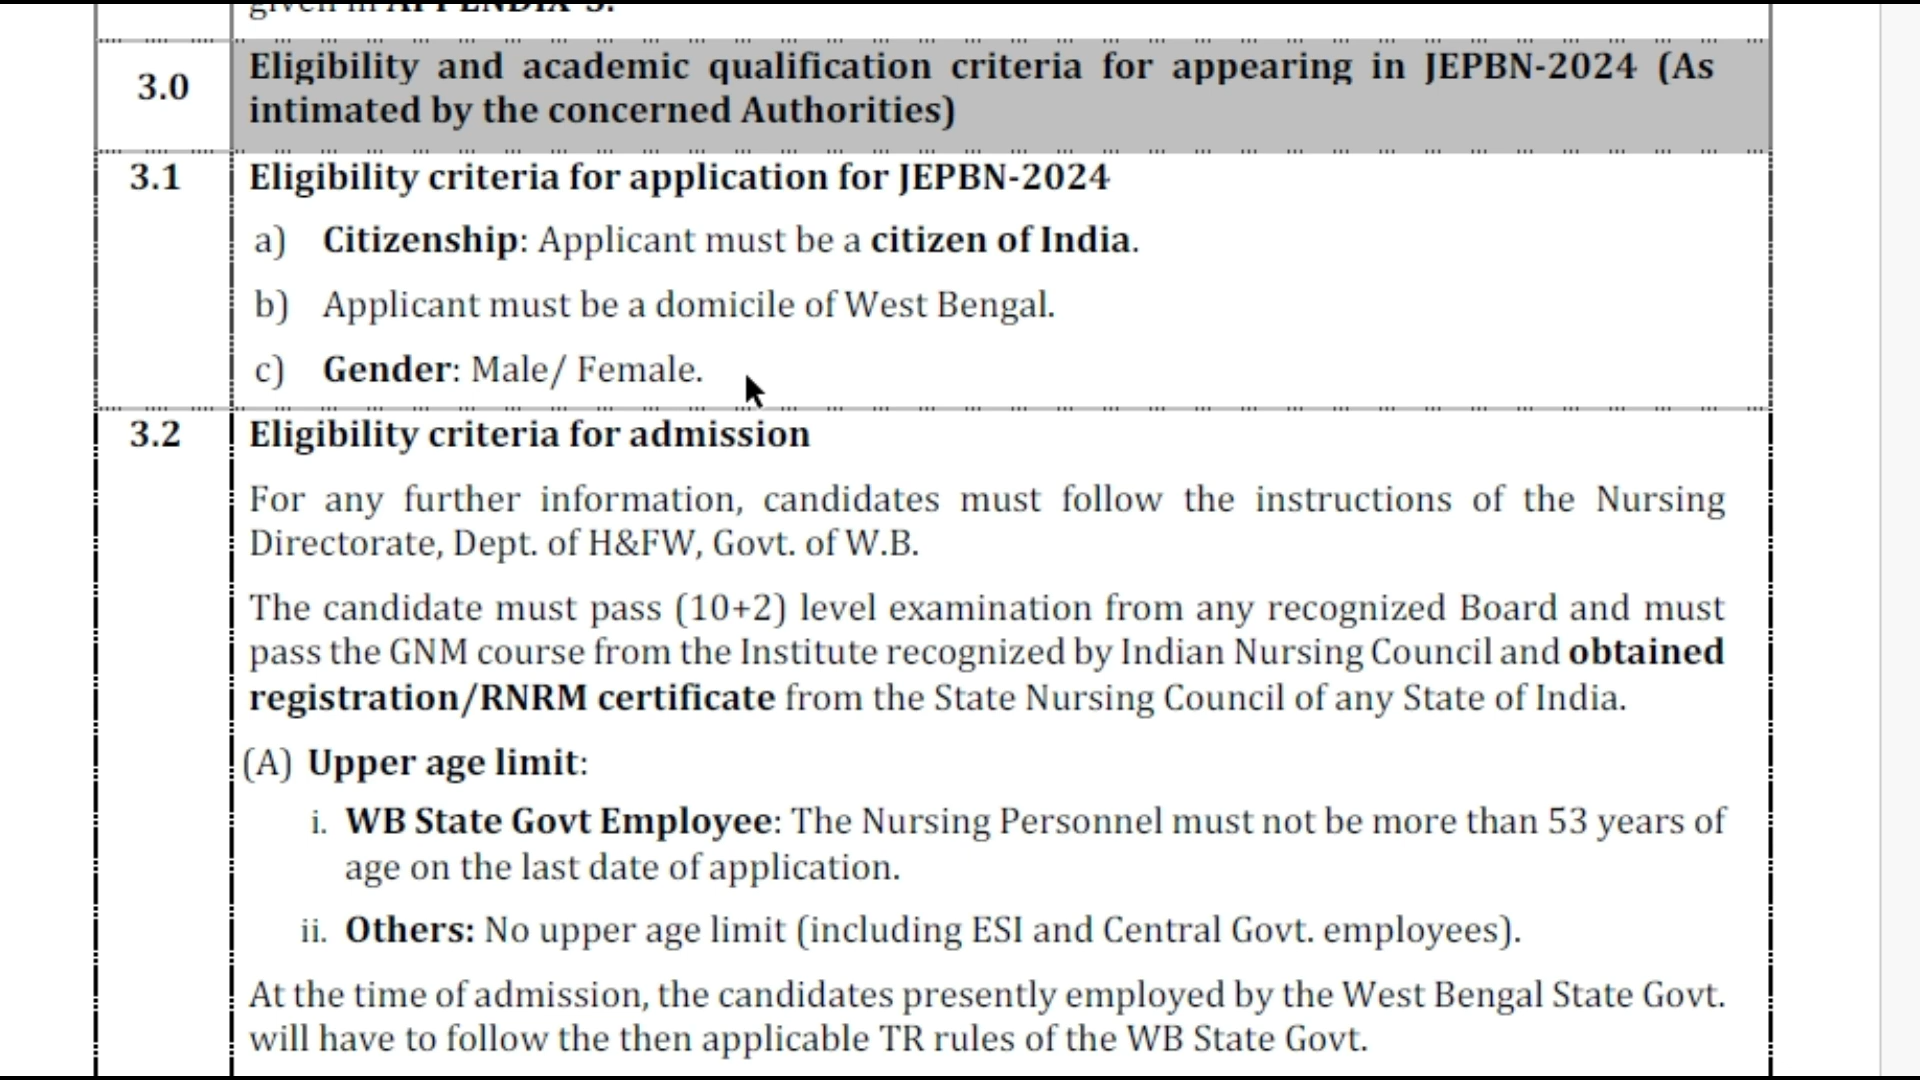 given in APPENDIX-3.
3.0
Eligibility and academic qualification criteria for appearing in JEPBN-2024 (As
intimated by the concerned Authorities)
3.1
Eligibility criteria for application for JEPBN-2024
a) Citizenship: Applicant must be a citizen of India.
b) Applicant must be a domicile of West Bengal.
c) Gender: Male/ Female.
3.2
Eligibility criteria for admission
For any further information, candidates must follow the instructions of the Nursing
Directorate, Dept. of H&FW, Govt. of W.B.
The candidate must pass (10+2) level examination from any recognized Board and must
pass the GNM course from the Institute recognized by Indian Nursing Council and obtained
registration/RNRM certificate from the State Nursing Council of any State of India.
(A) Upper age limit:
i. WB State Govt Employee: The Nursing Personnel must not be more than 53 years of
age on the last date of application.
ii. Others: No upper age limit (including ESI and Central Govt. employees).
At the time of admission, the candidates presently employed by the West Bengal State Govt.
will have to follow the then applicable TR rules of the WB State Govt.